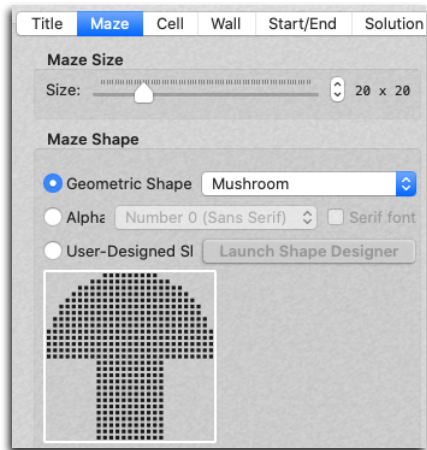 Title Maze Cell Wall Start/End Solution
Maze Size
Size: 20 x 20
Maze Shape
Geometric Shape Mushroom
Alpha Number 0 (Sans Serif) Serif font
User-Designed Sl Launch Shape Designer